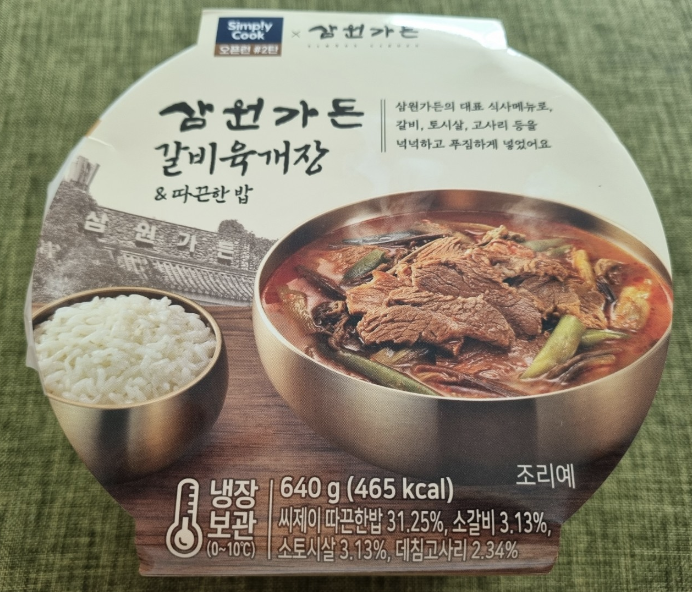 Simply
Cook
오픈런 #2탄
× 삼원가든
삼원가든
갈비육개장
& 따끈한 밥
삼원가든의 대표 식사메뉴로,
갈비, 토시살, 고사리 등을
넉넉하고 푸짐하게 넣었어요
삼원가든
조리예
냉장
보관
(0~10℃)
640 g (465 kcal)
씨제이 따끈한밥 31.25%, 소갈비 3.13%,
소토시살 3.13%, 데침고사리 2.34%